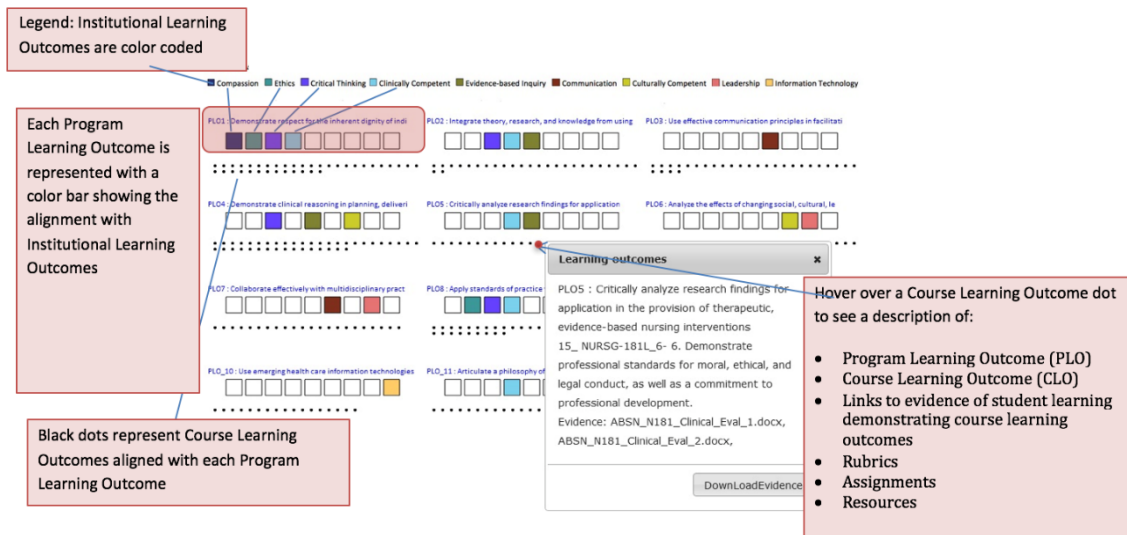 Legend: Institutional Learning
Outcomes are color coded
Compassion Ethics Critical Thinking Clinically Competent Evidence-based Inquiry Communication Culturally Competent Leadership Information Technology
Each Program
Learning Outcome is
represented with a
color bar showing the
alignment with
Institutional Learning
Outcomes
PLO1 : Demonstrate respect for the inherent dignity of indi
PLO2 : Integrate theory, research, and knowledge from using
PLO3 : Use effective communication principles in facilitati
PLO4 : Demonstrate clinical reasoning in planning, deliveri
PLO5 : Critically analyze research findings for application
PLO6 : Analyze the effects of changing social, cultural, le
PLO7 : Collaborate effectively with multidisciplinary pract
PLO8 : Apply standards of practice
PLO_10 : Use emerging health care information technologies
PLO_11 : Articulate a philosophy of
Learning outcomes ×
PLO5 : Critically analyze research findings for
application in the provision of therapeutic,
evidence-based nursing interventions
15_ NURSG-181L_6- 6. Demonstrate
professional standards for moral, ethical, and
legal conduct, as well as a commitment to
professional development.
Evidence: ABSN_N181_Clinical_Eval_1.docx,
ABSN_N181_Clinical_Eval_2.docx,
DownLoadEvidence
Hover over a Course Learning Outcome dot
to see a description of:
• Program Learning Outcome (PLO)
• Course Learning Outcome (CLO)
• Links to evidence of student learning
demonstrating course learning
outcomes
• Rubrics
• Assignments
• Resources
Black dots represent Course Learning
Outcomes aligned with each Program
Learning Outcome